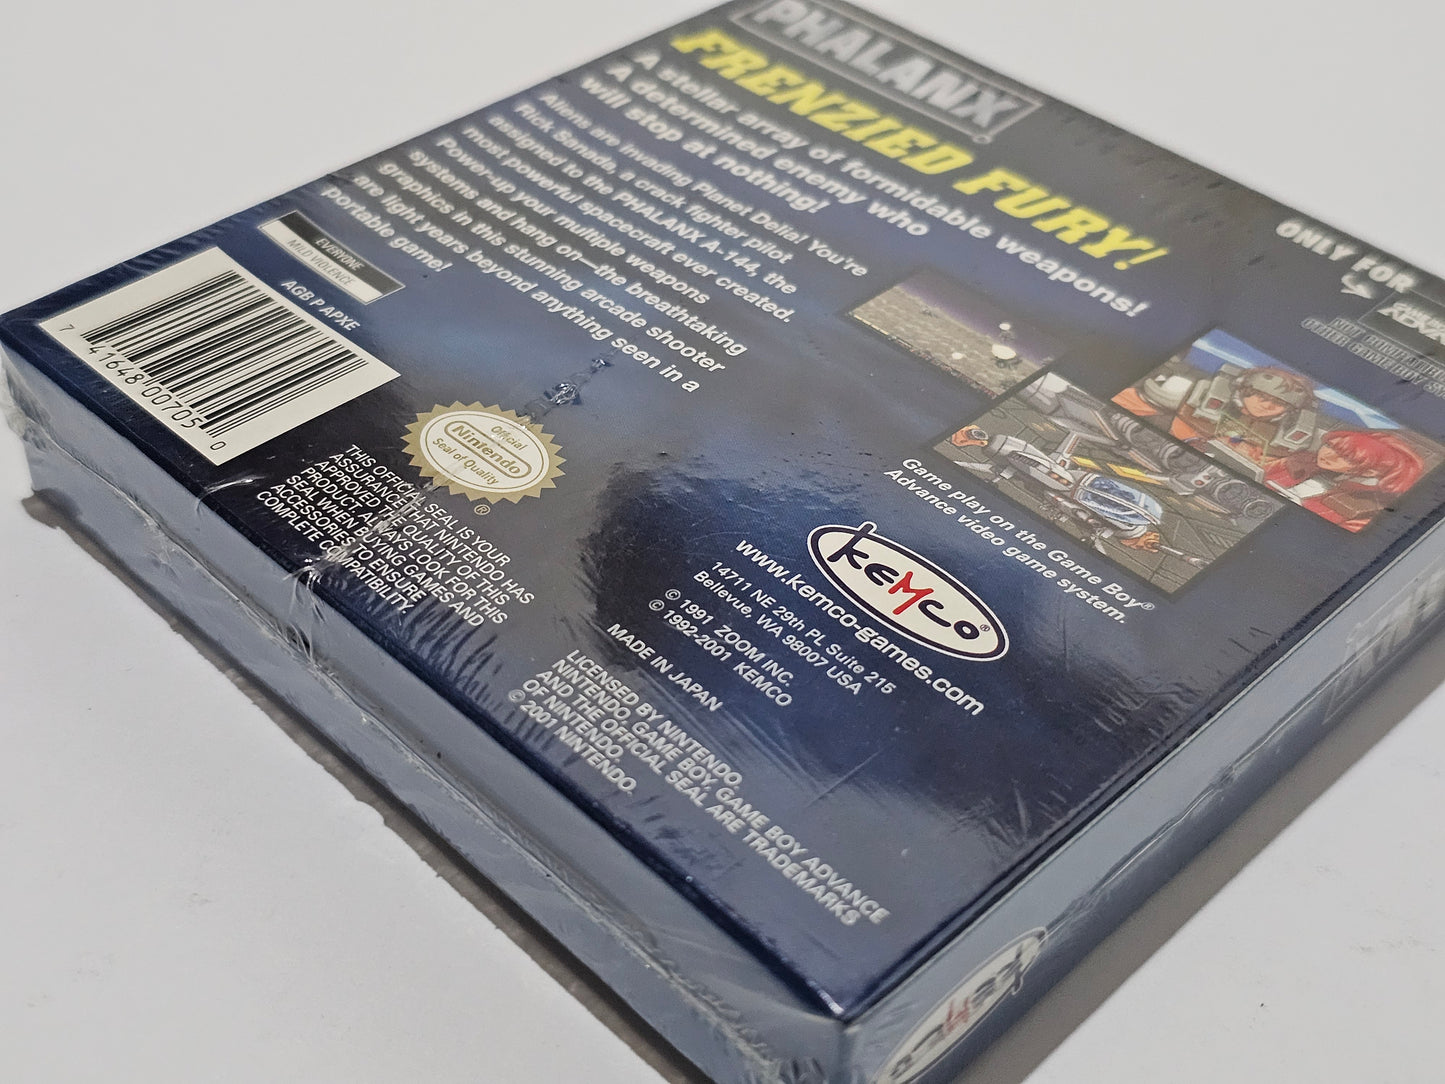 PHALANX
FRENZIED FURY!
A stellar array of formidable weapons!
A determined enemy who
will stop at nothing!
Aliens are invading Planet Delia! You're
Rick Sanada, a crack fighter pilot
assigned to the PHALANX A-144, the
most powerful spacecraft ever created.
Power-up your multiple weapons
systems and hang on—the breathtaking
graphics in this stunning arcade shooter
are light years beyond anything seen in a
portable game!
EVERYONE
MILD VIOLENCE
AGB P APXE
7 41648 00705 0
Official
Nintendo
Seal of Quality
®
THIS OFFICIAL SEAL IS YOUR
ASSURANCE THAT NINTENDO HAS
APPROVED THE QUALITY OF THIS
PRODUCT. ALWAYS LOOK FOR THIS
SEAL WHEN BUYING GAMES AND
ACCESSORIES TO ENSURE
COMPLETE COMPATIBILITY.
ONLY FOR
Game play on the Game Boy®
Advance video game system.
KEMCO®
www.kemco-games.com
14711 NE 29th PL Suite 215
Bellevue, WA 98007 USA
© 1991 ZOOM INC.
© 1992-2001 KEMCO
MADE IN JAPAN
LICENSED BY NINTENDO.
NINTENDO, GAME BOY, GAME BOY ADVANCE
AND THE OFFICIAL SEAL ARE TRADEMARKS
OF NINTENDO.
© 2001 NINTENDO.
KEMCO